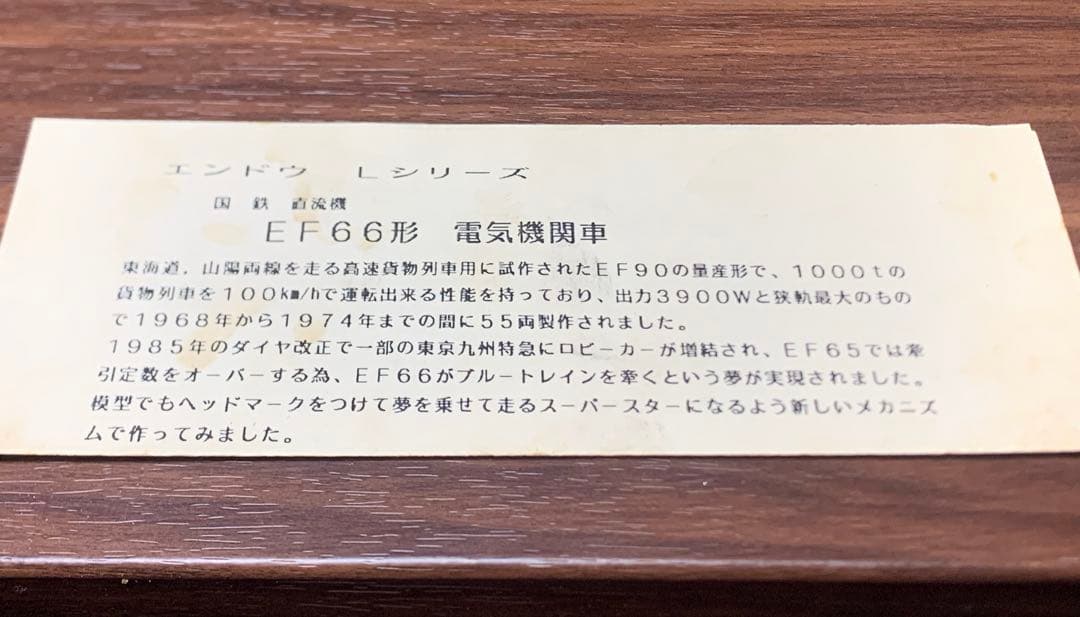 エンドウ　Lシリーズ
国 鉄 直流機
EF66形　電気機関車
東海道，山陽両線を走る高速貨物列車用に試作されたEF90の量産形で、1000tの
貨物列車を100km/hで運転出来る性能を持っており、出力3900Wと狭軌最大のもの
で1968年から1974年までの間に55両製作されました。
1985年のダイヤ改正で一部の東京九州特急にロビーカーが増結され、EF65では牽
引定数をオーバーする為、EF66がブルートレインを牽くという夢が実現されました。
模型でもヘッドマークをつけて夢を乗せて走るスーパースターになるよう新しいメカニズ
ムで作ってみました。